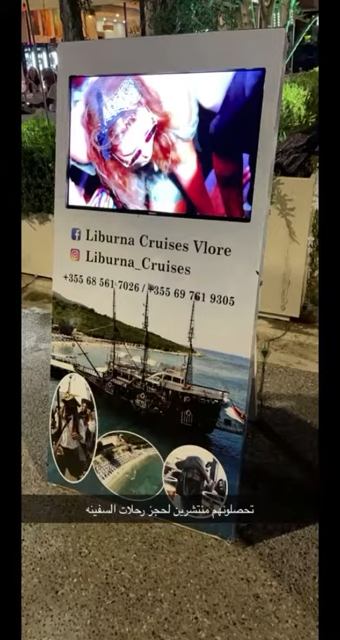 Liburna Cruises Vlore
Liburna_Cruises
+355 68 561 7026 / +355 69 761 9305
تحصلونهم منتشرين لحجز رحلات السفينه